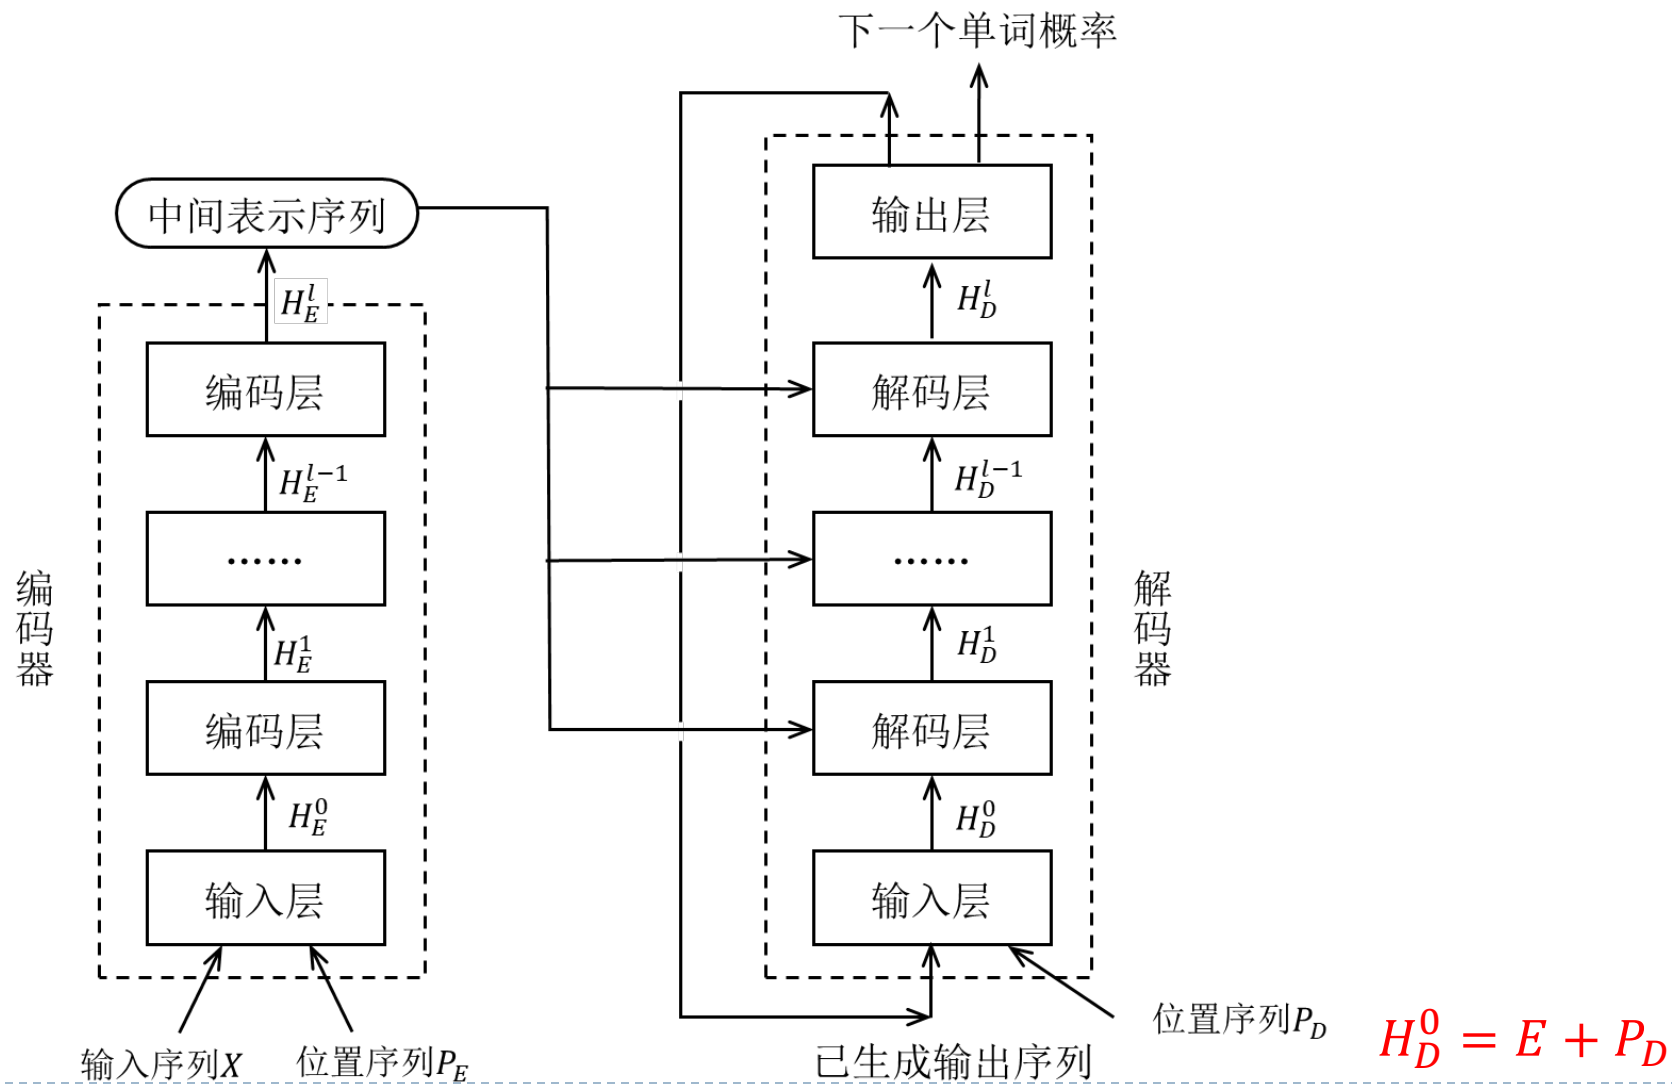 下一个单词概率
中间表示序列
输出层
H_E^l
H_D^l
编码层
解码层
H_E^{l-1}
H_D^{l-1}
……
……
编码器
解码器
H_E^1
H_D^1
编码层
解码层
H_E^0
H_D^0
输入层
输入层
输入序列X
位置序列P_E
已生成输出序列
位置序列P_D
H_D^0 = E + P_D